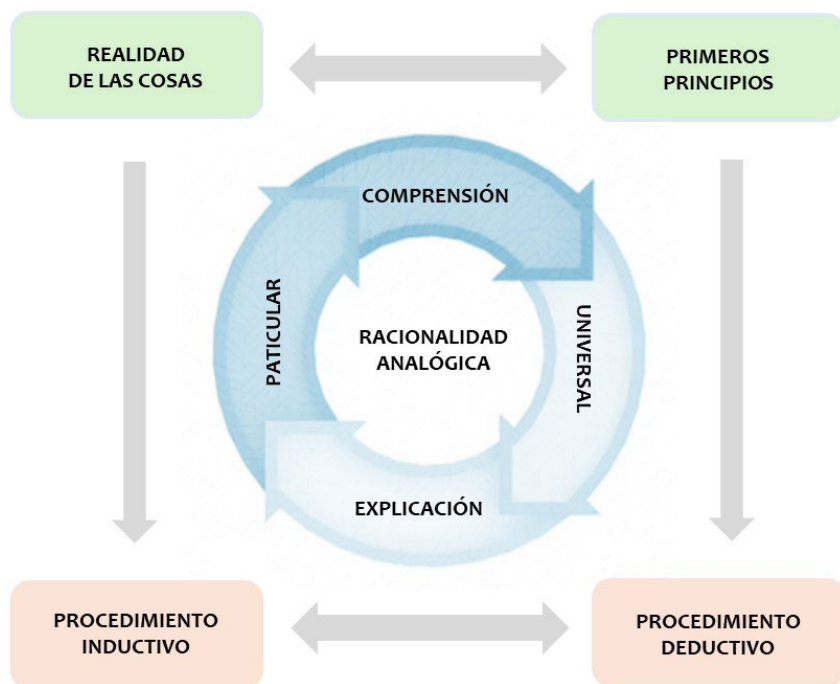 REALIDAD
DE LAS COSAS
PRIMEROS
PRINCIPIOS
COMPRENSIÓN
PATICULAR
RACIONALIDAD
ANALÓGICA
UNIVERSAL
EXPLICACIÓN
PROCEDIMIENTO
INDUCTIVO
PROCEDIMIENTO
DEDUCTIVO